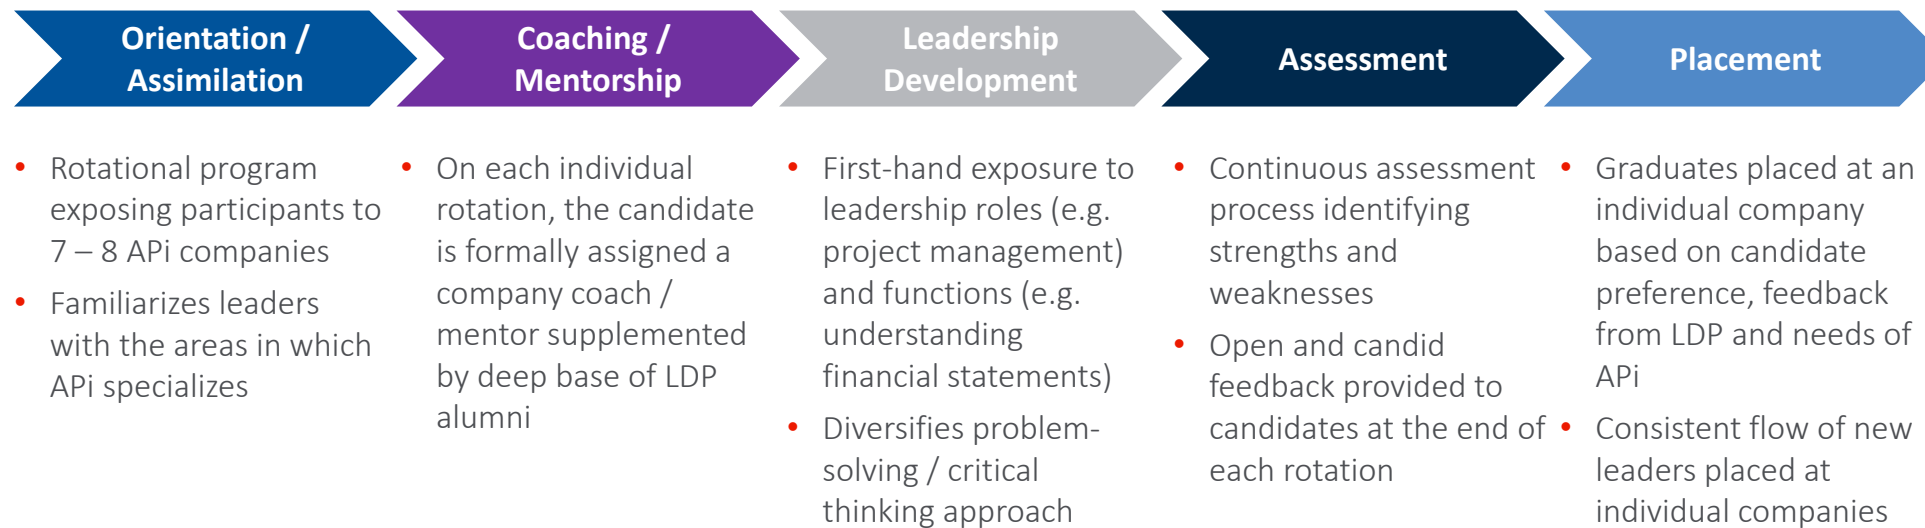 Orientation /
Assimilation
Coaching /
Mentorship
Leadership
Development
Assessment
Placement
• Rotational program
exposing participants to
7 – 8 APi companies
• Familiarizes leaders
with the areas in which
APi specializes
• On each individual
rotation, the candidate
is formally assigned a
company coach /
mentor supplemented
by deep base of LDP
alumni
• First-hand exposure to
leadership roles (e.g.
project management)
and functions (e.g.
understanding
financial statements)
• Diversifies problem-
solving / critical
thinking approach
• Continuous assessment
process identifying
strengths and
weaknesses
• Open and candid
feedback provided to
candidates at the end of
each rotation
• Graduates placed at an
individual company
based on candidate
preference, feedback
from LDP and needs of
APi
• Consistent flow of new
leaders placed at
individual companies